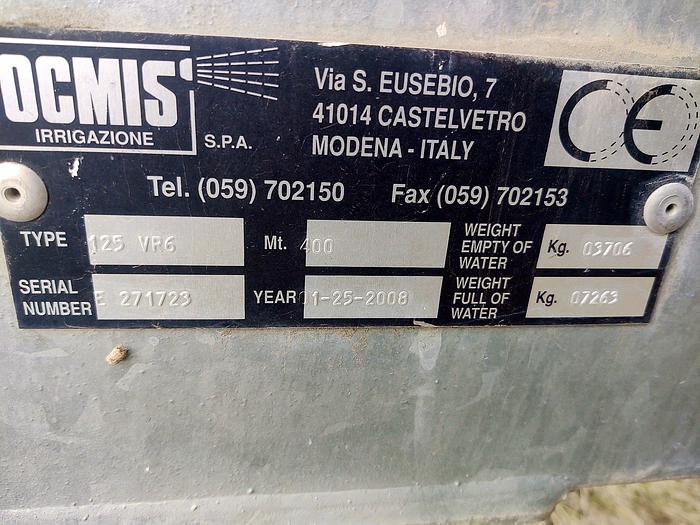 OCMIS
IRRIGAZIONE
S.P.A.
Via S. EUSEBIO, 7
41014 CASTELVETRO
MODENA - ITALY
CE
Tel. (059) 702150 Fax (059) 702153
TYPE 125 VR6 Mt. 400 WEIGHT EMPTY OF WATER Kg. 03706
SERIAL NUMBER E 271723 YEAR 01-25-2008 WEIGHT FULL OF WATER Kg. 07263